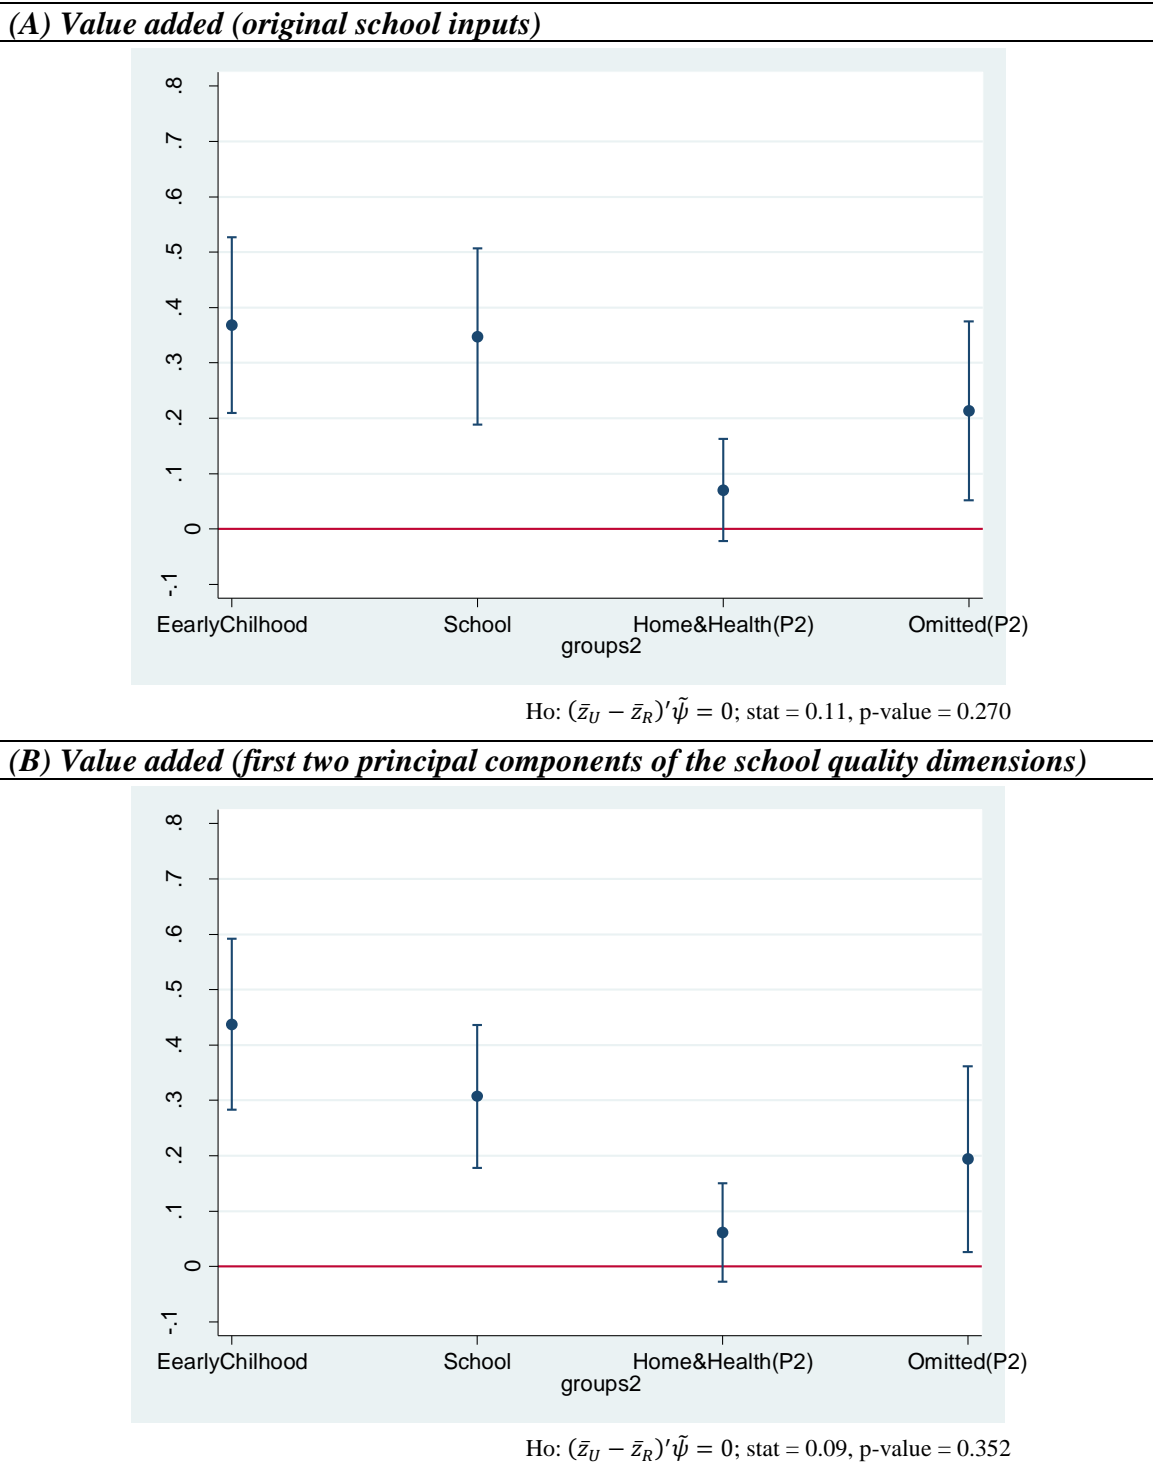 (A) Value added (original school inputs)
.8
.7
.6
.5
.4
.3
.2
.1
0
-.1
EearlyChilhood School Home&Health(P2) Omitted(P2)
groups2
Ho: (z̄_U − z̄_R)′ψ̃ = 0; stat = 0.11, p-value = 0.270
(B) Value added (first two principal components of the school quality dimensions)
.8
.7
.6
.5
.4
.3
.2
.1
0
-.1
EearlyChilhood School Home&Health(P2) Omitted(P2)
groups2
Ho: (z̄_U − z̄_R)′ψ̃ = 0; stat = 0.09, p-value = 0.352